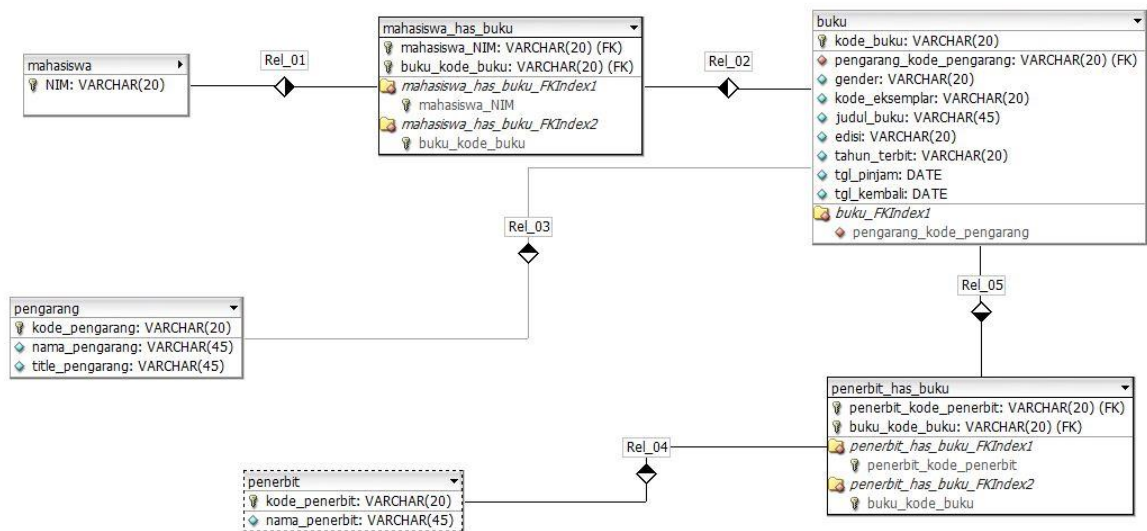 mahasiswa
NIM: VARCHAR(20)
Rel_01
mahasiswa_has_buku
mahasiswa_NIM: VARCHAR(20) (FK)
buku_kode_buku: VARCHAR(20) (FK)
mahasiswa_has_buku_FKIndex1
mahasiswa_NIM
mahasiswa_has_buku_FKIndex2
buku_kode_buku
Rel_02
buku
kode_buku: VARCHAR(20)
pengarang_kode_pengarang: VARCHAR(20) (FK)
gender: VARCHAR(20)
kode_eksemplar: VARCHAR(20)
judul_buku: VARCHAR(45)
edisi: VARCHAR(20)
tahun_terbit: VARCHAR(20)
tgl_pinjam: DATE
tgl_kembali: DATE
buku_FKIndex1
pengarang_kode_pengarang
Rel_03
Rel_05
pengarang
kode_pengarang: VARCHAR(20)
nama_pengarang: VARCHAR(45)
title_pengarang: VARCHAR(45)
penerbit_has_buku
penerbit_kode_penerbit: VARCHAR(20) (FK)
buku_kode_buku: VARCHAR(20) (FK)
penerbit_has_buku_FKIndex1
penerbit_kode_penerbit
penerbit_has_buku_FKIndex2
buku_kode_buku
Rel_04
penerbit
kode_penerbit: VARCHAR(20)
nama_penerbit: VARCHAR(45)